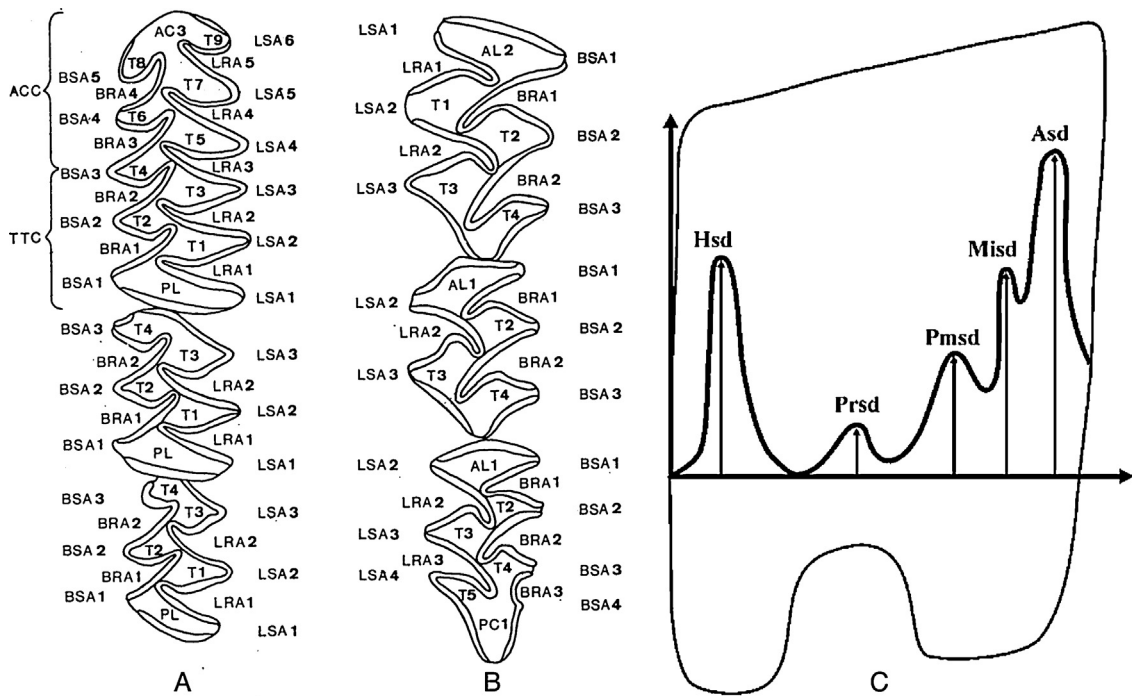 AC3
T9
LSA6
T8
LRA5
BSA5
T7
ACC
BRA4
LSA5
T6
LRA4
BSA4
T5
BRA3
LSA4
LRA3
BSA3
T4
T3
LSA3
BRA2
LRA2
BSA2
T2
TTC
T1
LSA2
BRA1
LRA1
BSA1
PL
LSA1
BSA3
T4
T3
LSA3
BRA2
LRA2
BSA2
T2
T1
LSA2
BRA1
LRA1
BSA1
PL
LSA1
BSA3
T4
T3
LSA3
BRA2
LRA2
BSA2
T2
T1
LSA2
BRA1
LRA1
BSA1
PL
LSA1
A
LSA1
AL2
BSA1
LRA1
BRA1
LSA2
T1
T2
BSA2
LRA2
BRA2
LSA3
T3
T4
BSA3
AL1
BSA1
LSA2
BRA1
LRA2
T2
BSA2
BRA2
LSA3
T3
T4
BSA3
LSA2
AL1
BSA1
BRA1
LRA2
T2
BSA2
LSA3
T3
BRA2
LRA3
T4
BSA3
LSA4
T5
BRA3
BSA4
PC1
B
Asd
Hsd
Misd
Pmsd
Prsd
C